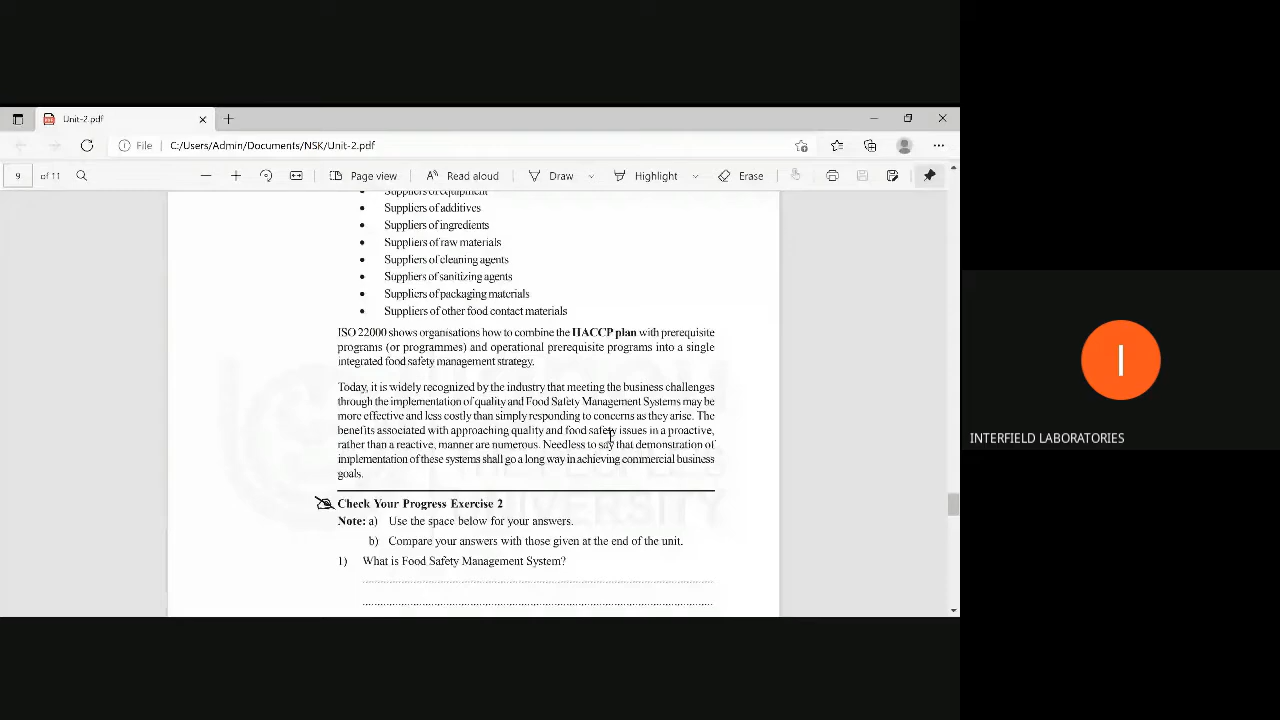 Unit-2.pdf
File
C:/Users/Admin/Documents/NSK/Unit-2.pdf
9
of 11
Page view
Read aloud
Draw
Highlight
Erase
• Suppliers of equipment
• Suppliers of additives
• Suppliers of ingredients
• Suppliers of raw materials
• Suppliers of cleaning agents
• Suppliers of sanitizing agents
• Suppliers of packaging materials
• Suppliers of other food contact materials
ISO 22000 shows organisations how to combine the HACCP plan with prerequisite
programs (or programmes) and operational prerequisite programs into a single
integrated food safety management strategy.
Today, it is widely recognized by the industry that meeting the business challenges
through the implementation of quality and Food Safety Management Systems may be
more effective and less costly than simply responding to concerns as they arise. The
benefits associated with approaching quality and food safety issues in a proactive,
rather than a reactive, manner are numerous. Needless to say that demonstration of
implementation of these systems shall go a long way in achieving commercial business
goals.
Check Your Progress Exercise 2
Note: a) Use the space below for your answers.
b) Compare your answers with those given at the end of the unit.
1) What is Food Safety Management System?
I
INTERFIELD LABORATORIES